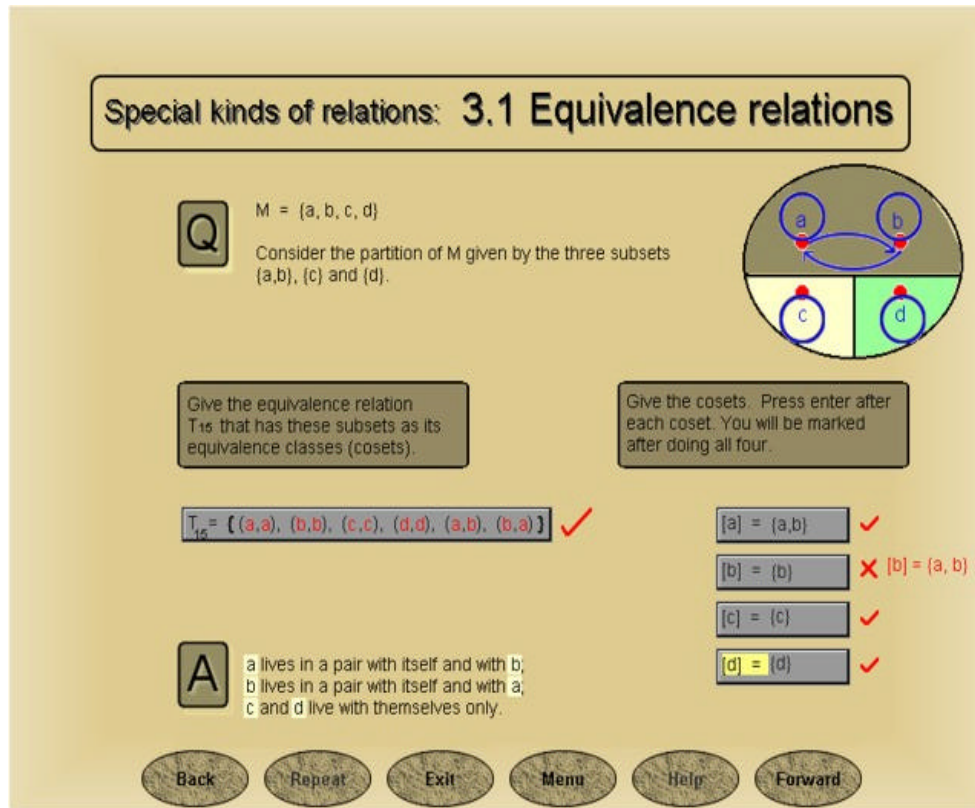 Special kinds of relations: 3.1 Equivalence relations
Q
M = {a, b, c, d}
Consider the partition of M given by the three subsets
{a,b}, {c} and {d}.
a b
c d
Give the equivalence relation
T15 that has these subsets as its
equivalence classes (cosets).
Give the cosets. Press enter after
each coset. You will be marked
after doing all four.
T15 = {(a,a), (b,b), (c,c), (d,d), (a,b), (b,a)}
[a] = {a,b}
[b] = {b}
[b] = {a, b}
[c] = {c}
[d] = {d}
A
a lives in a pair with itself and with b;
b lives in a pair with itself and with a;
c and d live with themselves only.
Back Repeat Exit Menu Help Forward